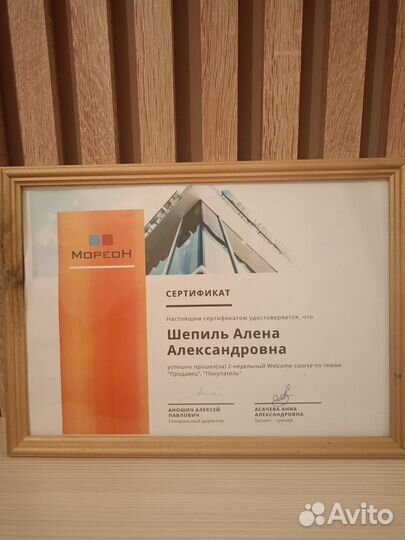 МОРЕОН
СЕРТИФИКАТ
Настоящим сертификатом удостоверяется, что
Шепиль Алена
Александровна
успешно прошел(ла) 2-недельный Welcome course по темам
"Продавец", "Покупатель"
АНОШИН АЛЕКСЕЙ
ПАВЛОВИЧ
Генеральный директор
АСАЧЕВА АННА
АЛЕКСАНДРОВНА
Бизнес - тренер
Avito